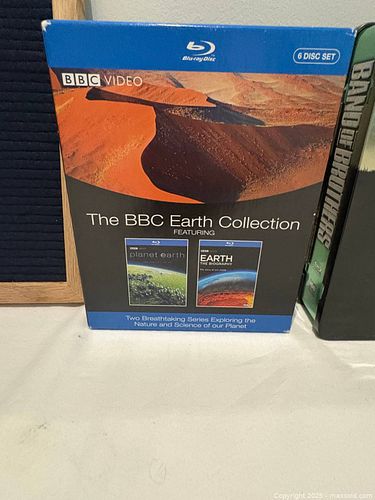 Blu-ray Disc
6 DISC SET
BBC VIDEO
The BBC Earth Collection
FEATURING
planet earth
EARTH
THE BIOGRAPHY
Two Breathtaking Series Exploring the
Nature and Science of our Planet
BAND OF BROTHERS
Copyright 2025 - maxsold.com